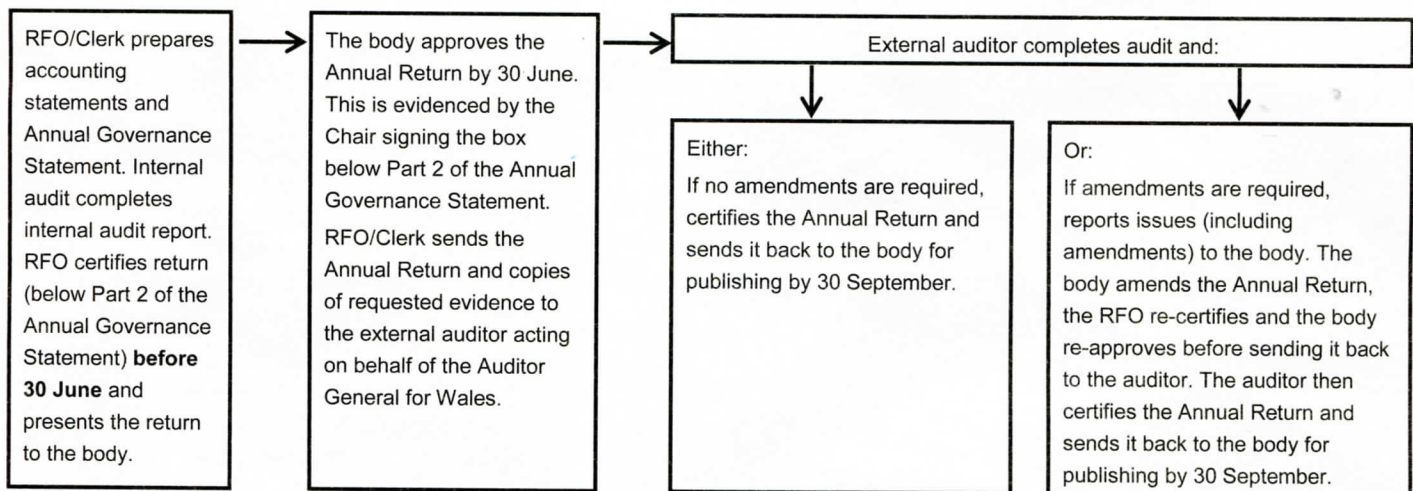 RFO/Clerk prepares
accounting
statements and
Annual Governance
Statement. Internal
audit completes
internal audit report.
RFO certifies return
(below Part 2 of the
Annual Governance
Statement) before
30 June and
presents the return
to the body.
The body approves the
Annual Return by 30 June.
This is evidenced by the
Chair signing the box
below Part 2 of the Annual
Governance Statement.
RFO/Clerk sends the
Annual Return and copies
of requested evidence to
the external auditor acting
on behalf of the Auditor
General for Wales.
External auditor completes audit and:
Either:
If no amendments are required,
certifies the Annual Return and
sends it back to the body for
publishing by 30 September.
Or:
If amendments are required,
reports issues (including
amendments) to the body. The
body amends the Annual Return,
the RFO re-certifies and the body
re-approves before sending it back
to the auditor. The auditor then
certifies the Annual Return and
sends it back to the body for
publishing by 30 September.